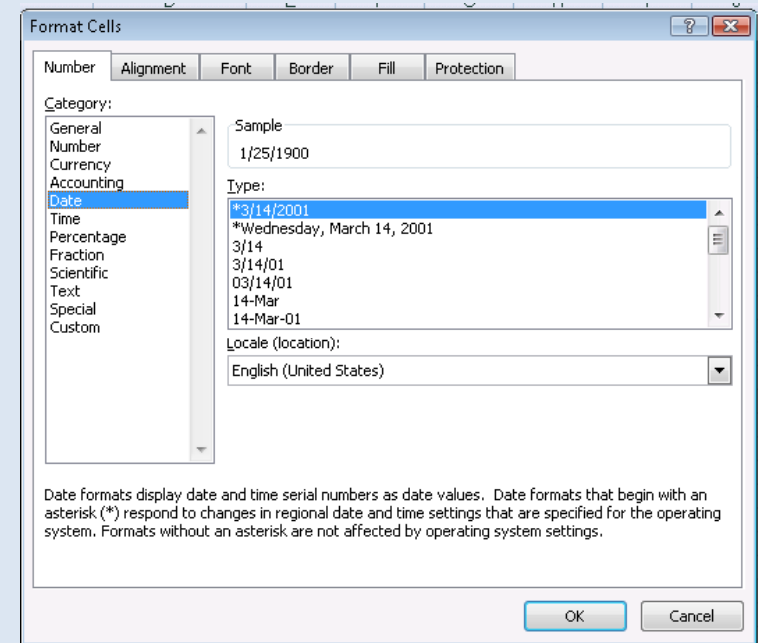 Format Cells
Number Alignment Font Border Fill Protection
Category:
General
Number
Currency
Accounting
Date
Time
Percentage
Fraction
Scientific
Text
Special
Custom
Sample
1/25/1900
Type:
*3/14/2001
*Wednesday, March 14, 2001
3/14
3/14/01
03/14/01
14-Mar
14-Mar-01
Locale (location):
English (United States)
Date formats display date and time serial numbers as date values.  Date formats that begin with an
asterisk (*) respond to changes in regional date and time settings that are specified for the operating
system. Formats without an asterisk are not affected by operating system settings.
OK Cancel